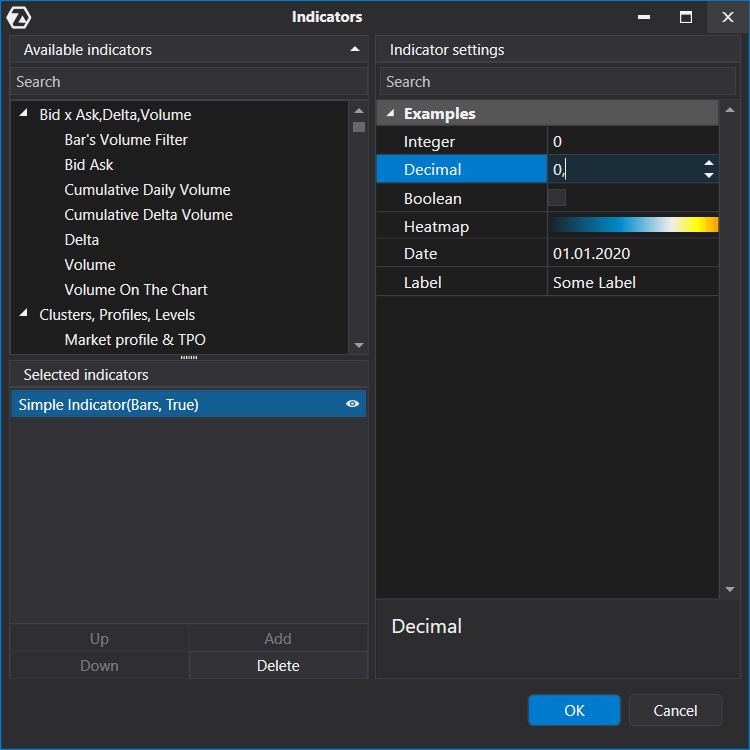 Indicators
Available indicators
Search
Bid x Ask,Delta,Volume
Bar's Volume Filter
Bid Ask
Cumulative Daily Volume
Cumulative Delta Volume
Delta
Volume
Volume On The Chart
Clusters, Profiles, Levels
Market profile & TPO
Selected indicators
Simple Indicator(Bars, True)
Up
Add
Down
Delete
Indicator settings
Search
Examples
Integer 0
Decimal 0,
Boolean
Heatmap
Date 01.01.2020
Label Some Label
Decimal
OK
Cancel